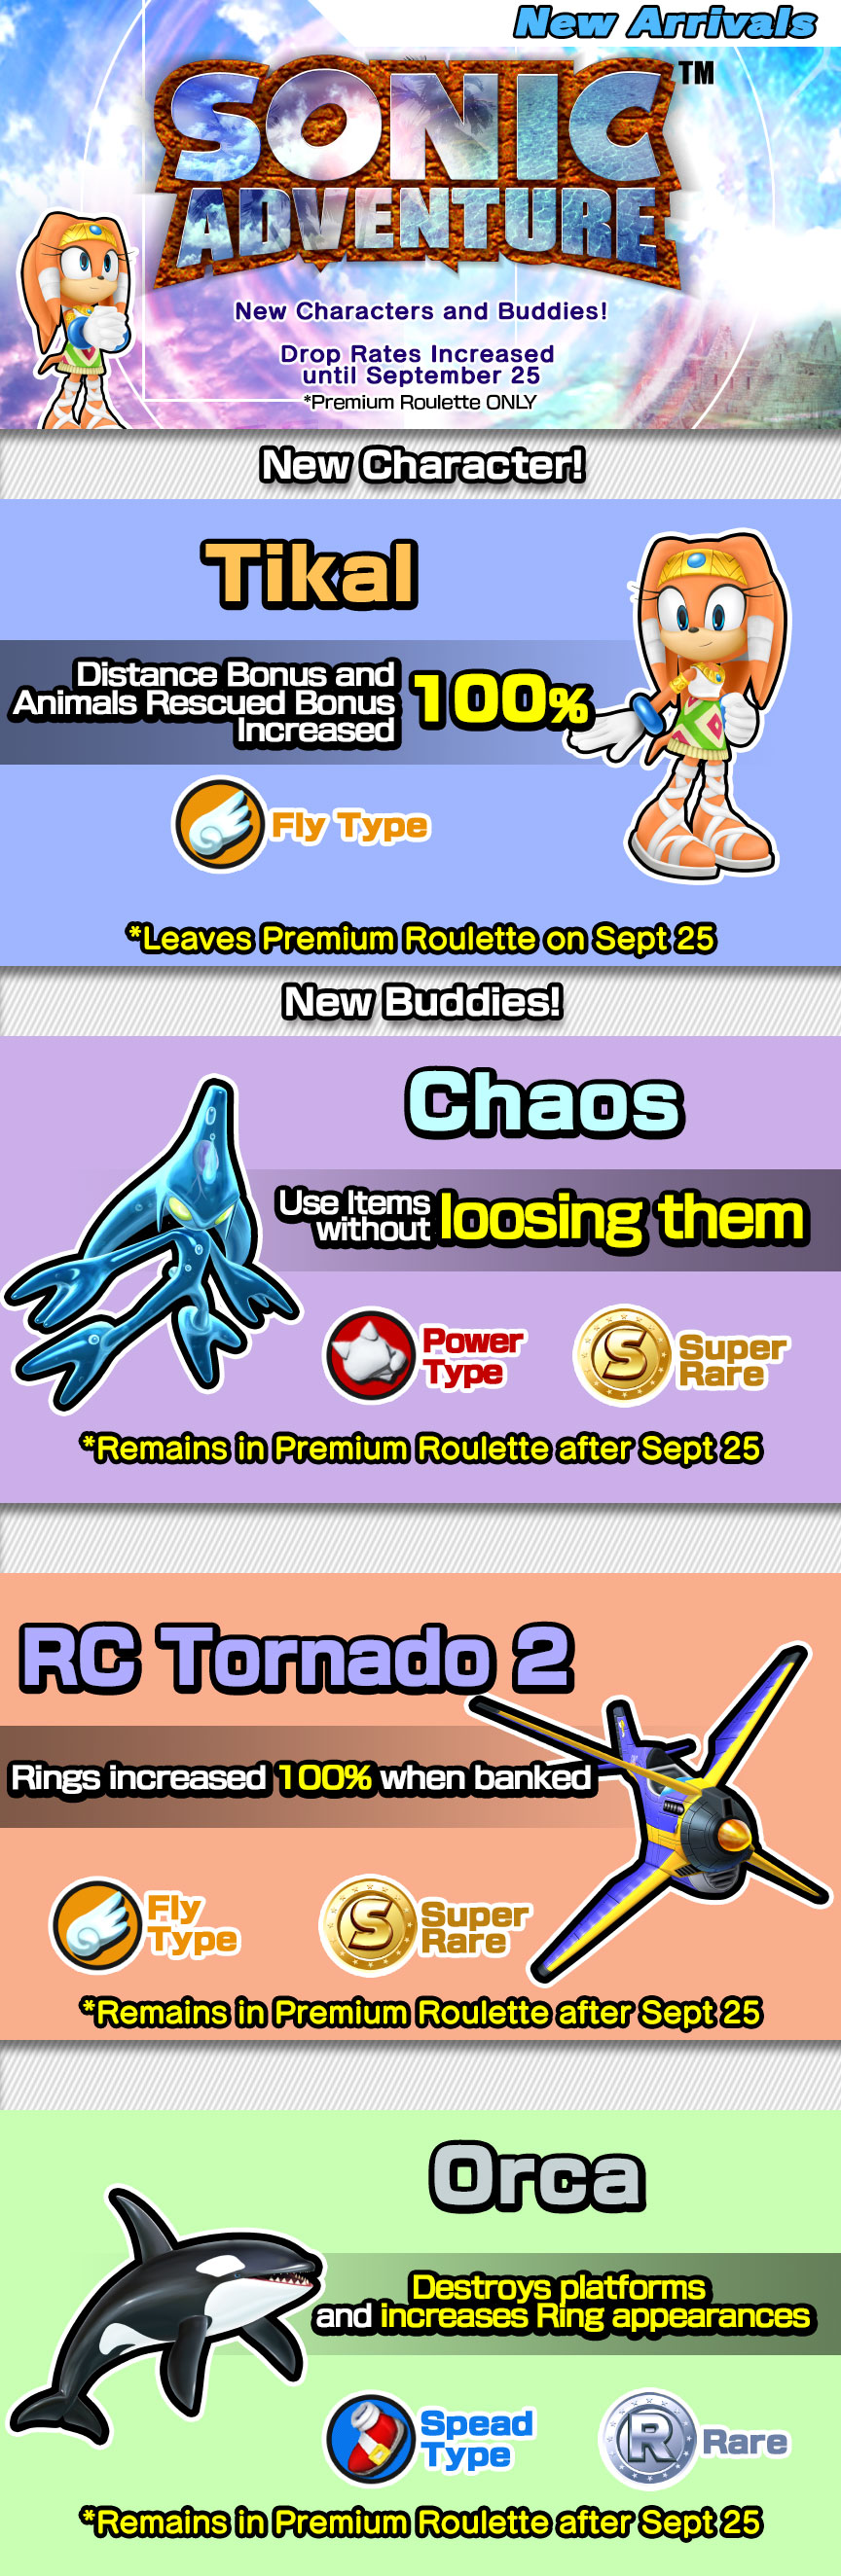 New Arrivals
SONIC
TM
ADVENTURE
New Characters and Buddies!
Drop Rates Increased
until September 25
*Premium Roulette ONLY
New Character!
Tikal
Distance Bonus and
Animals Rescued Bonus
Increased
100%
Fly Type
*Leaves Premium Roulette on Sept 25
New Buddies!
Chaos
Use Items
without
loosing them
Power
Type
S
Super
Rare
*Remains in Premium Roulette after Sept 25
RC Tornado 2
Rings increased 100% when banked
Fly
Type
S
Super
Rare
*Remains in Premium Roulette after Sept 25
Orca
Destroys platforms
and increases Ring appearances
Spead
Type
R
Rare
*Remains in Premium Roulette after Sept 25